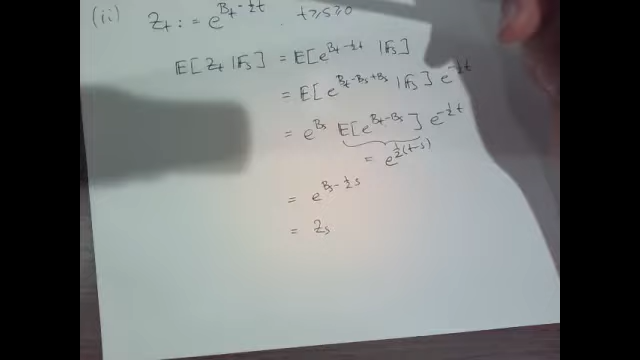 (ii) Z_t := e^{B_t - ½t} . t ≥ s ≥ 0
E[Z_t | F_s] = E[e^{B_t - ½t} | F_s]
= E[e^{B_t - B_s + B_s} | F_s] e^{-½t}
= e^{B_s} E[e^{B_t - B_s}] e^{-½t}
= e^{½(t-s)}
= e^{B_s - ½s}
= Z_s